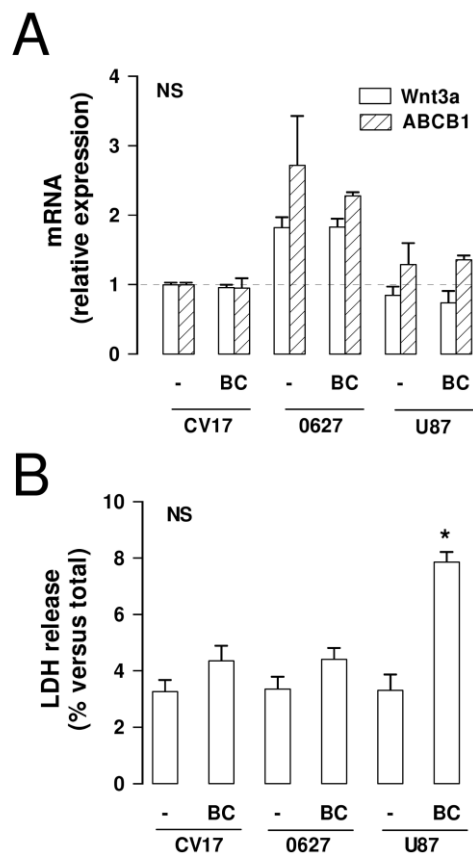 A
NS
Wnt3a
ABCB1
mRNA
(relative expression)
4
3
2
1
0
- BC - BC - BC
CV17 0627 U87
B
NS
*
LDH release
(% versus total)
10
8
6
4
2
0
- BC - BC - BC
CV17 0627 U87